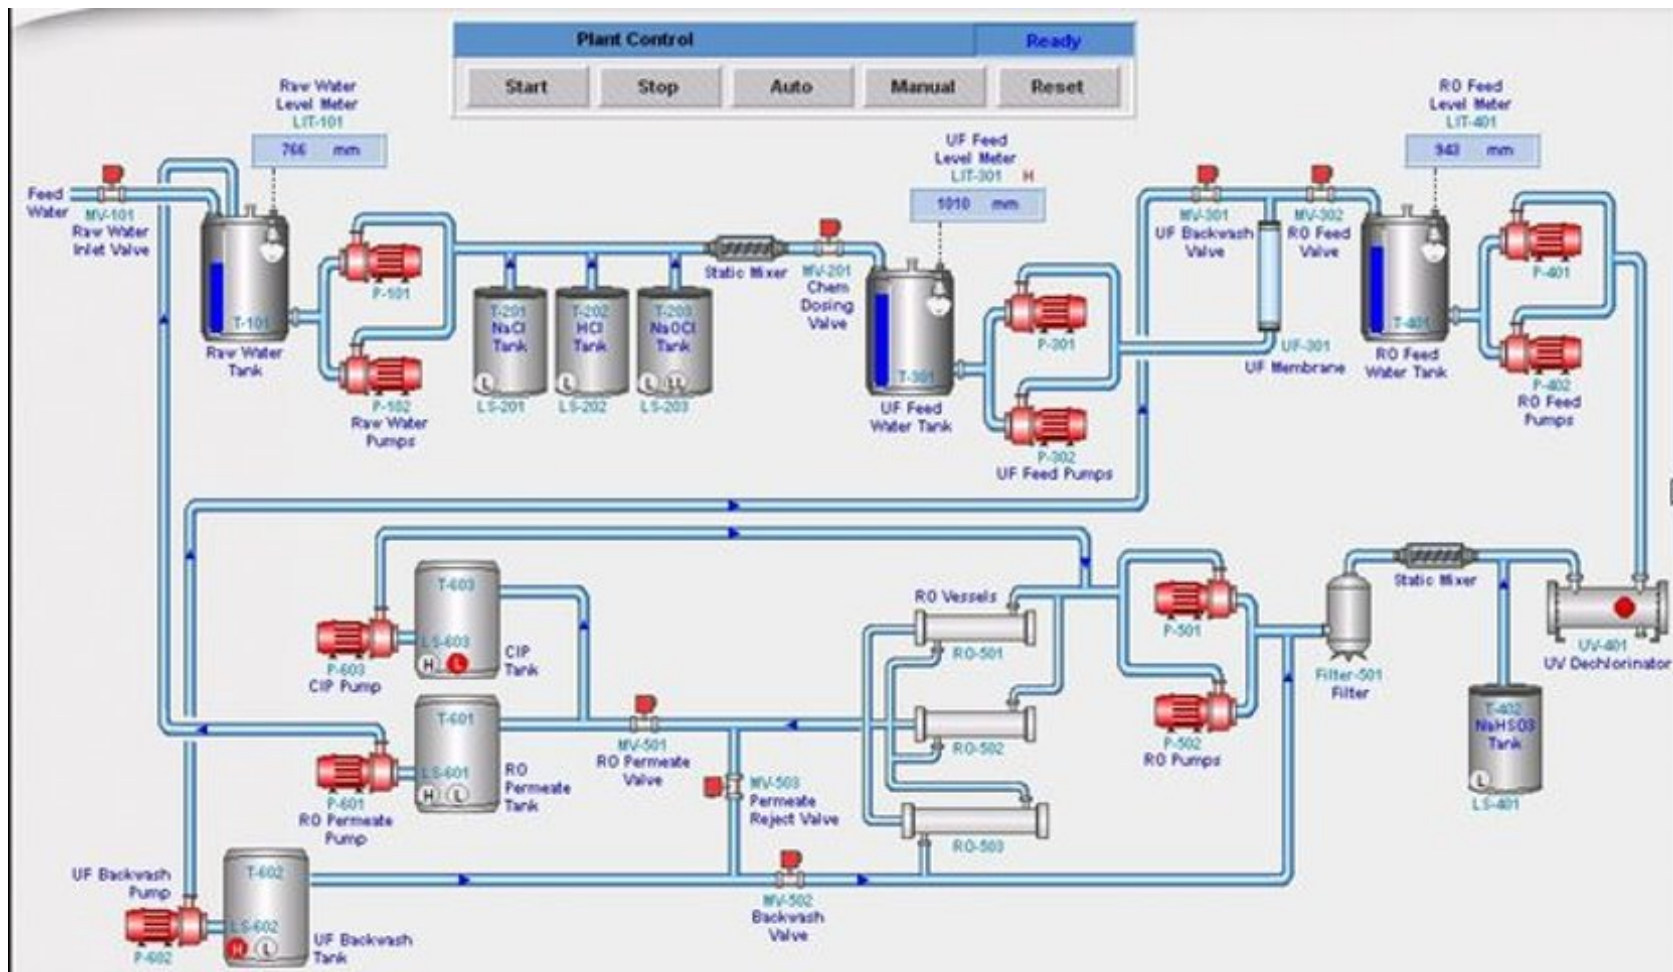 Plant Control
Ready
Start
Stop
Auto
Manual
Reset
Raw Water
Level Meter
LIT-101
766 mm
Feed
Water
MV-101
Raw Water
Inlet Valve
T-101
Raw Water
Tank
P-101
P-102
Raw Water
Pumps
T-201
NaCl
Tank
L
LS-201
T-202
HCl
Tank
L
LS-202
T-203
NaOCl
Tank
L
LL
LS-203
Static Mixer
MV-201
Chem
Dosing
Valve
UF Feed
Level Meter
LIT-301 H
1010 mm
T-301
UF Feed
Water Tank
P-301
P-302
UF Feed Pumps
MV-301
UF Backwash
Valve
MV-302
RO Feed
Valve
UF-301
UF Membrane
RO Feed
Level Meter
LIT-401
943 mm
T-401
RO Feed
Water Tank
P-401
P-402
RO Feed
Pumps
T-603
LS-603
H
L
CIP
Tank
P-603
CIP Pump
T-601
LS-601
H
L
RO
Permeate
Tank
P-601
RO Permeate
Pump
MV-501
RO Permeate
Valve
MV-503
Permeate
Reject Valve
RO Vessels
RO-501
RO-502
RO-503
P-501
P-502
RO Pumps
Filter-501
Filter
Static Mixer
UV-401
UV Dechlorinator
T-402
NaHSO3
Tank
L
LS-401
UF Backwash
Pump
P-602
T-602
LS-602
H
L
UF Backwash
Tank
MV-502
Backwash
Valve